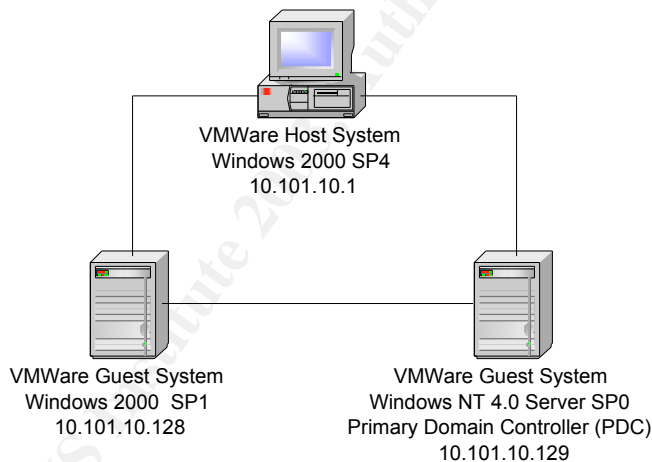 VMWare Host System
Windows 2000 SP4
10.101.10.1
VMWare Guest System
Windows 2000 SP1
10.101.10.128
VMWare Guest System
Windows NT 4.0 Server SP0
Primary Domain Controller (PDC)
10.101.10.129